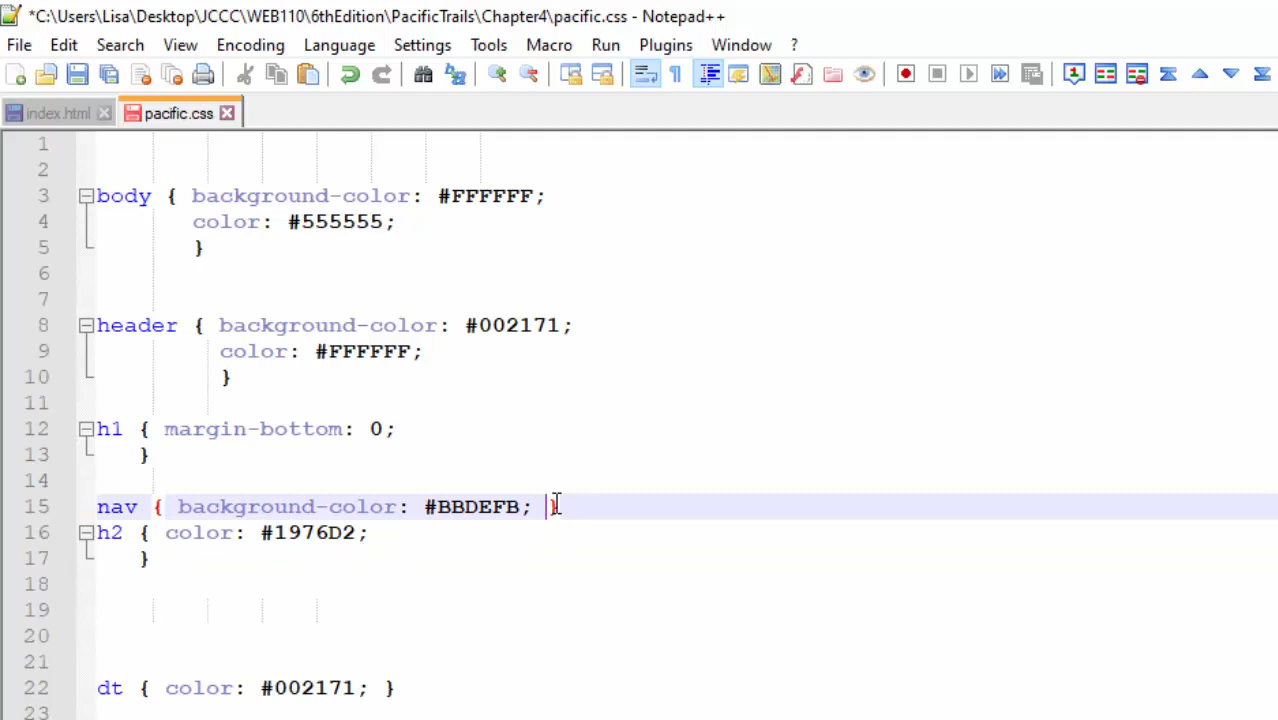 *C:\Users\Lisa\Desktop\JCCC\WEB110\6thEdition\PacificTrails\Chapter4\pacific.css - Notepad++
File Edit Search View Encoding Language Settings Tools Macro Run Plugins Window ?
index.html pacific.css
1
2
3 body { background-color: #FFFFFF;
4 color: #555555;
5 }
6
7
8 header { background-color: #002171;
9 color: #FFFFFF;
10 }
11
12 h1 { margin-bottom: 0;
13 }
14
15 nav { background-color: #BBDEFB; }
16 h2 { color: #1976D2;
17 }
18
19
20
21
22 dt { color: #002171; }
23